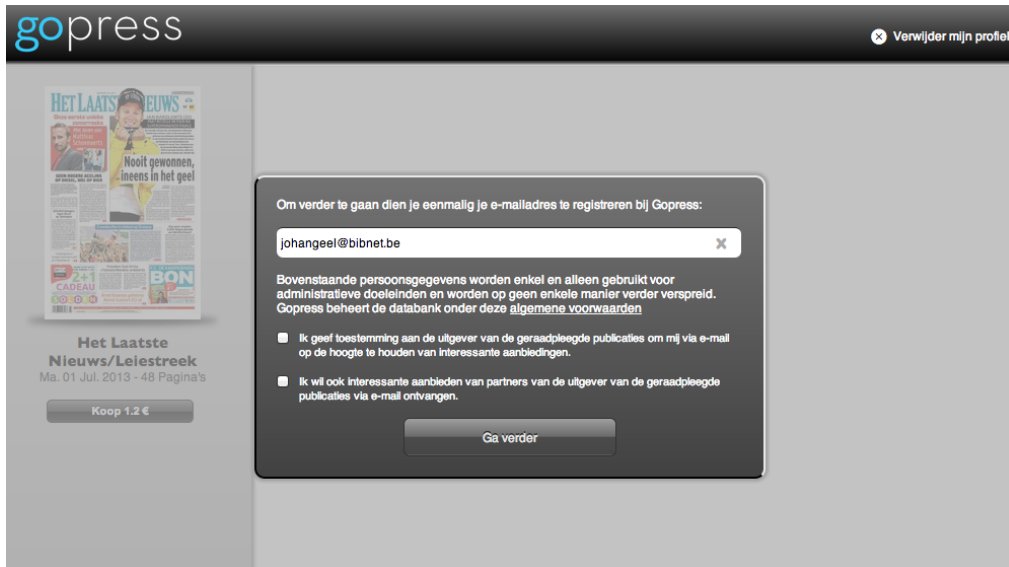 gopress
Verwijder mijn profiel
HET LAATSTE NIEUWS
Nooit gewonnen,
ineens in het geel
2+1
CADEAU
BON
Het Laatste
Nieuws/Leiestreek
Ma. 01 Jul. 2013 - 48 Pagina's
Koop 1.2 €
Om verder te gaan dien je eenmalig je e-mailadres te registreren bij Gopress:
johangeel@bibnet.be
Bovenstaande persoonsgegevens worden enkel en alleen gebruikt voor
administratieve doeleinden en worden op geen enkele manier verder verspreid.
Gopress beheert de databank onder deze algemene voorwaarden
Ik geef toestemming aan de uitgever van de geraadpleegde publicaties om mij via e-mail
op de hoogte te houden van interessante aanbiedingen.
Ik wil ook interessante aanbieden van partners van de uitgever van de geraadpleegde
publicaties via e-mail ontvangen.
Ga verder